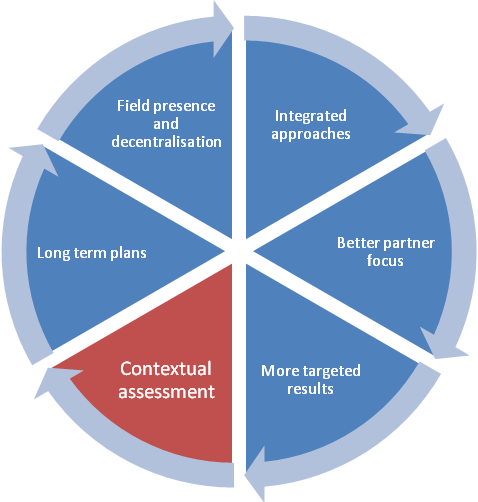 Field presence
and
decentralisation
Integrated
approaches
Better partner
focus
More targeted
results
Contextual
assessment
Long term plans